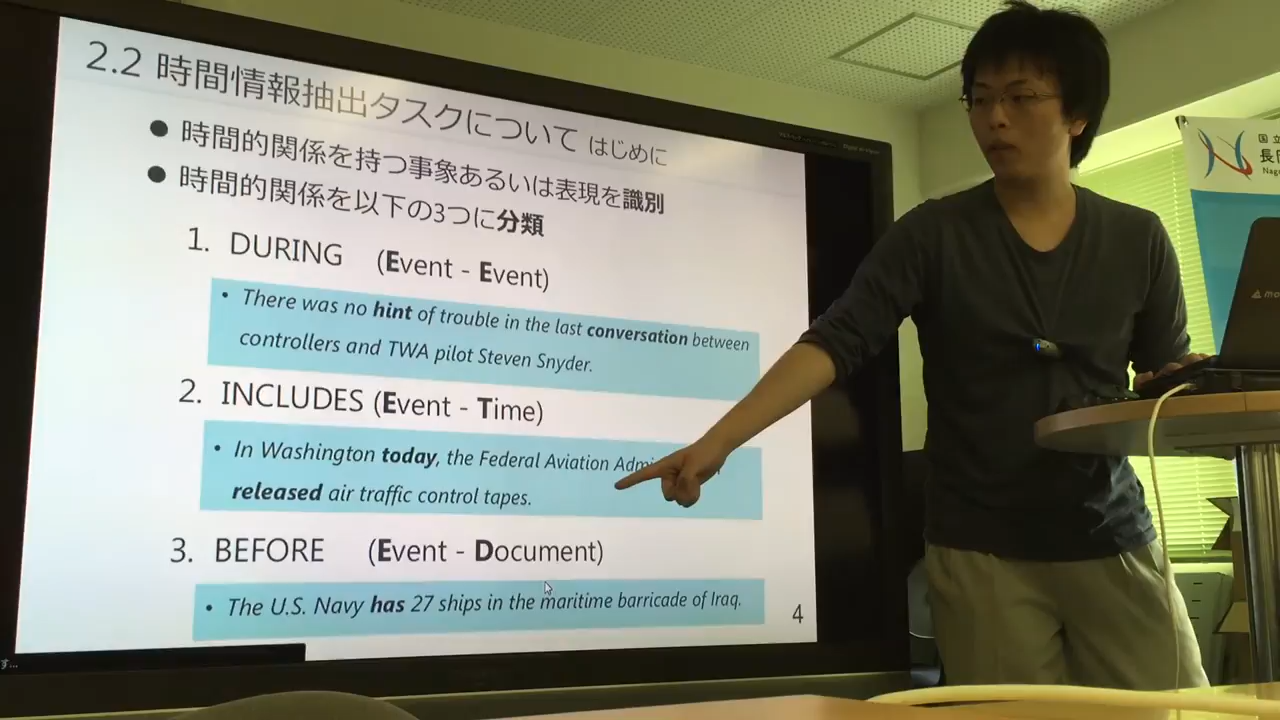 2.2 時間情報抽出タスクについて はじめに
● 時間的関係を持つ事象あるいは表現を識別
● 時間的関係を以下の3つに分類
1. DURING (Event - Event)
• There was no hint of trouble in the last conversation between
controllers and TWA pilot Steven Snyder.
2. INCLUDES (Event - Time)
• In Washington today, the Federal Aviation
released air traffic control tapes.
3. BEFORE (Event - Document)
• The U.S. Navy has 27 ships in the maritime barricade of Iraq.
4
す...
国立
長
Naga